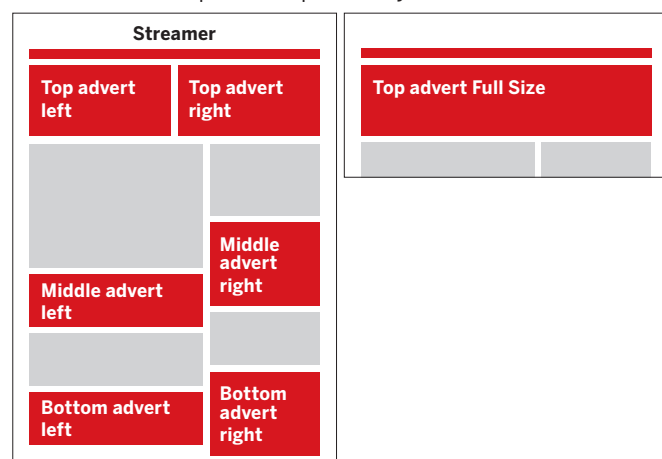 Streamer
Top advert
left
Top advert
right
Top advert Full Size
Middle
advert
right
Middle advert
left
Bottom
advert
right
Bottom advert
left